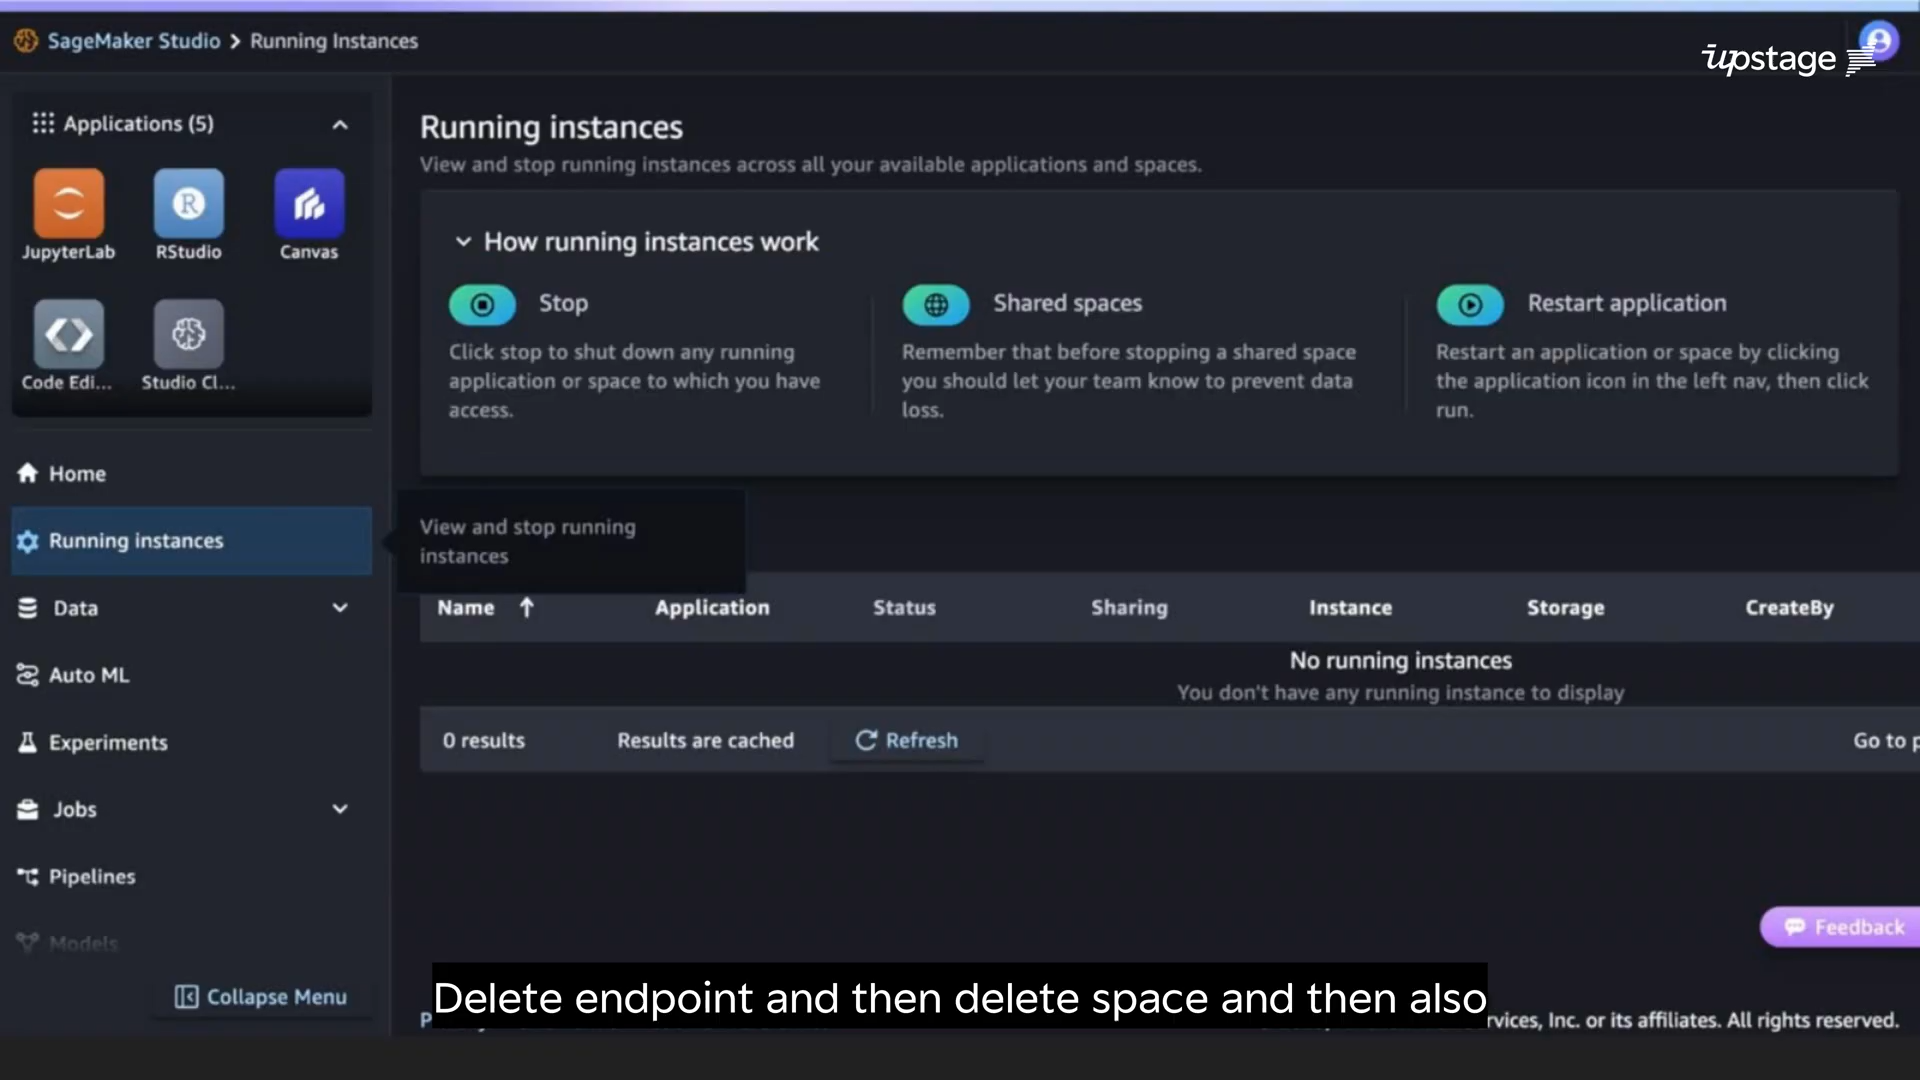 SageMaker Studio > Running Instances
upstage
Applications (5)
JupyterLab
RStudio
Canvas
Code Edi...
Studio Cl...
Home
Running instances
Data
Auto ML
Experiments
Jobs
Pipelines
Models
Collapse Menu
Running instances
View and stop running instances across all your available applications and spaces.
How running instances work
Stop
Click stop to shut down any running
application or space to which you have
access.
Shared spaces
Remember that before stopping a shared space
you should let your team know to prevent data
loss.
Restart application
Restart an application or space by clicking
the application icon in the left nav, then click
run.
View and stop running
instances
Name Application Status Sharing Instance Storage CreateBy
No running instances
You don't have any running instance to display
0 results Results are cached Refresh Go to p
Feedback
Delete endpoint and then delete space and then also
rvices, Inc. or its affiliates. All rights reserved.